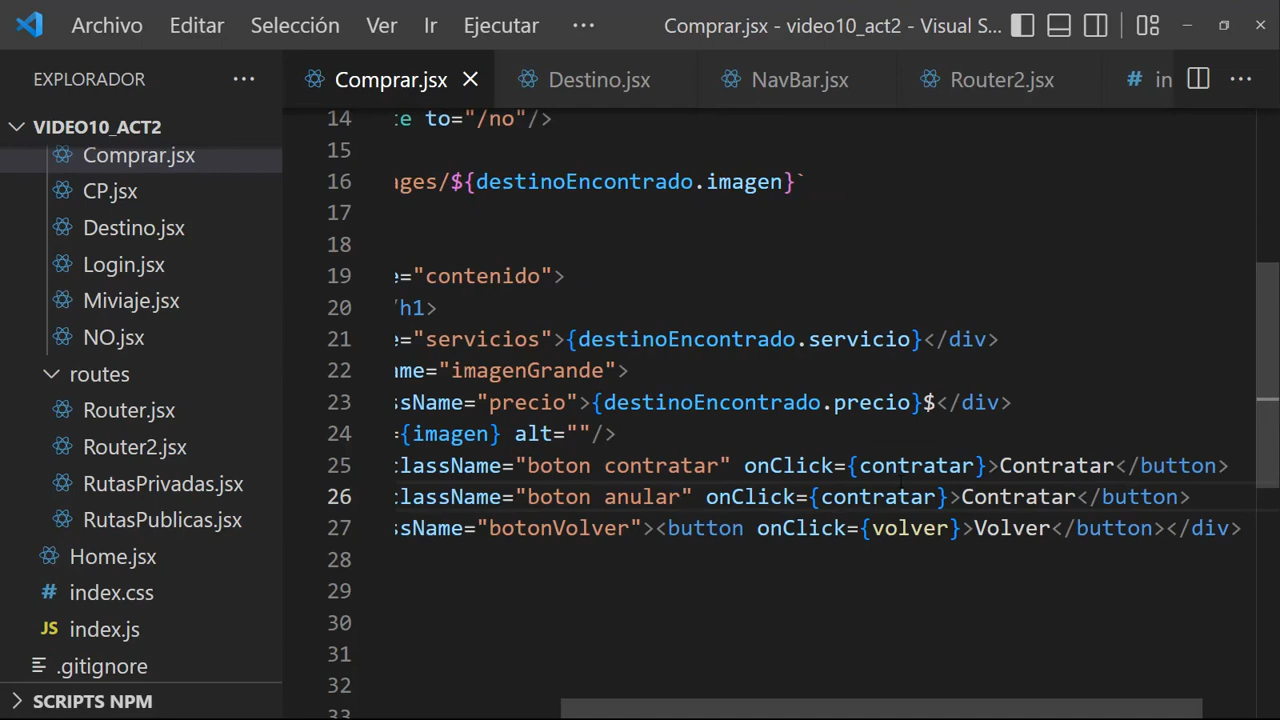 Archivo Editar Selección Ver Ir Ejecutar ··· Comprar.jsx - video10_act2 - Visual S...
EXPLORADOR ···
Comprar.jsx Destino.jsx NavBar.jsx Router2.jsx # in ···
VIDEO10_ACT2
Comprar.jsx
CP.jsx
Destino.jsx
Login.jsx
Miviaje.jsx
NO.jsx
routes
Router.jsx
Router2.jsx
RutasPrivadas.jsx
RutasPublicas.jsx
Home.jsx
# index.css
JS index.js
.gitignore
SCRIPTS NPM
14 te to="/no"/>
15
16 ages/${destinoEncontrado.imagen}`
17
18
19 e="contenido">
20 /h1>
21 e="servicios">{destinoEncontrado.servicio}</div>
22 ame="imagenGrande">
23 ssName="precio">{destinoEncontrado.precio}$</div>
24 ={imagen} alt=""/>
25 className="boton contratar" onClick={contratar}>Contratar</button>
26 className="boton anular" onClick={contratar}>Contratar</button>
27 ssName="botonVolver"><button onClick={volver}>Volver</button></div>
28
29
30
31
32
33